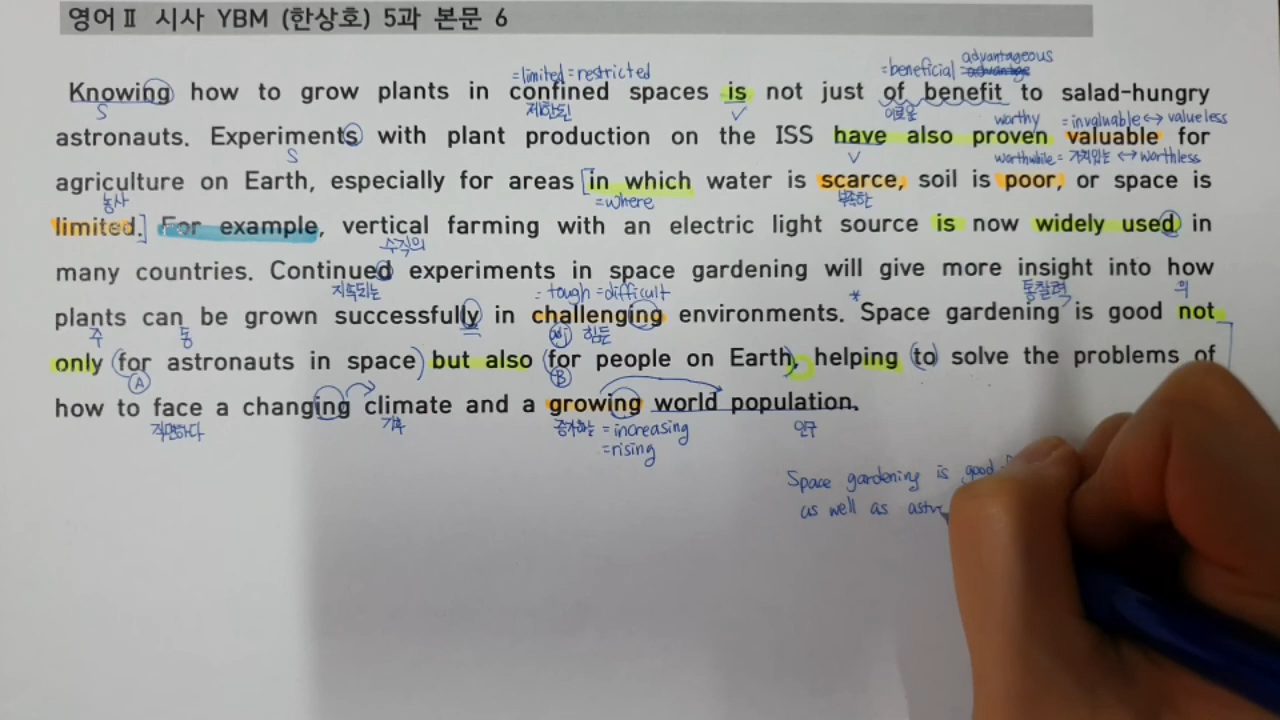 영어Ⅱ 시사 YBM (한상호) 5과 본문 6
=limited =restricted =beneficial advantageous
Knowing how to grow plants in confined spaces is not just of benefit to salad-hungry
S 제한된 V 이로운 worthy =invaluable ↔ valueless
astronauts. Experiments with plant production on the ISS have also proven valuable for
S V worthwhile = 가치있는 ↔ worthless
agriculture on Earth, especially for areas [in which water is scarce, soil is poor, or space is
농사 =where 부족한
limited.] For example, vertical farming with an electric light source is now widely used in
수직의
many countries. Continued experiments in space gardening will give more insight into how
지속되는 = tough =difficult 통찰력 의
plants can be grown successfully in challenging environments. * Space gardening is good not
주 동 adj 힘든
only (for astronauts in space) but also (for people on Earth), helping (to) solve the problems of
A B
how to face a changing climate and a growing world population.
직면하다 기후 증가하는 =increasing 인구
=rising
Space gardening is good
as well as